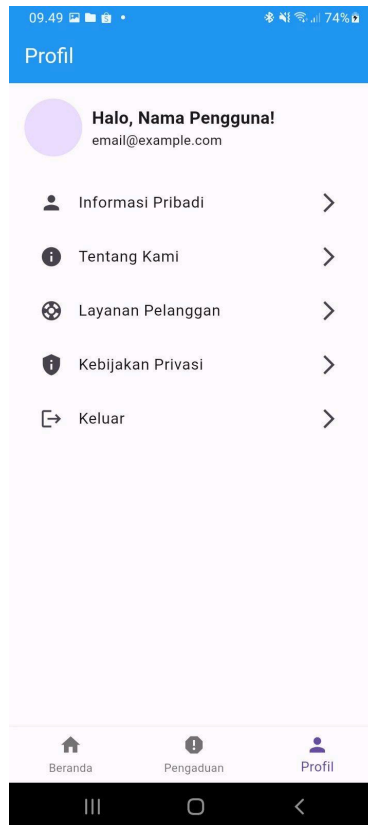 09.49 74%
Profil
Halo, Nama Pengguna!
email@example.com
Informasi Pribadi
Tentang Kami
Layanan Pelanggan
Kebijakan Privasi
Keluar
Beranda Pengaduan Profil